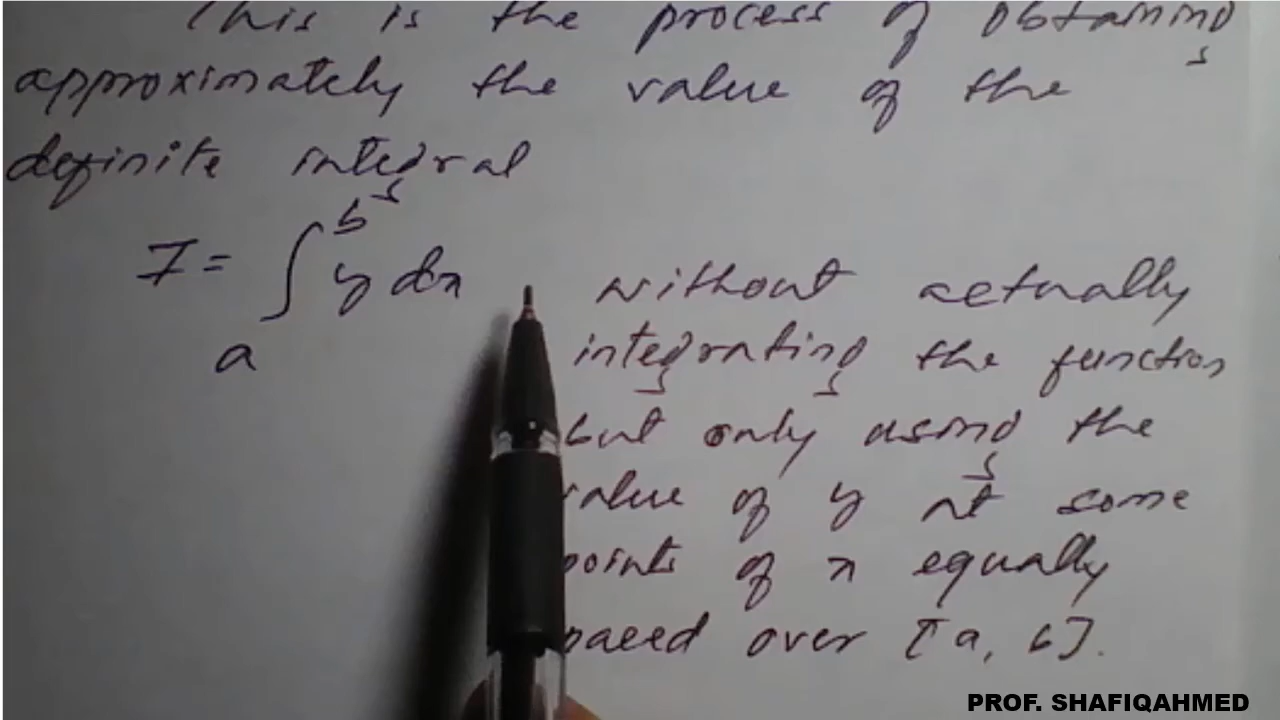 This is the process of obtaining
approximately the value of the
definite integral
I = ∫ₐᵇ y dx without actually
integrating the function
but only using the
value of y at some
points of x equally
paced over [a, b].
PROF. SHAFIQAHMED